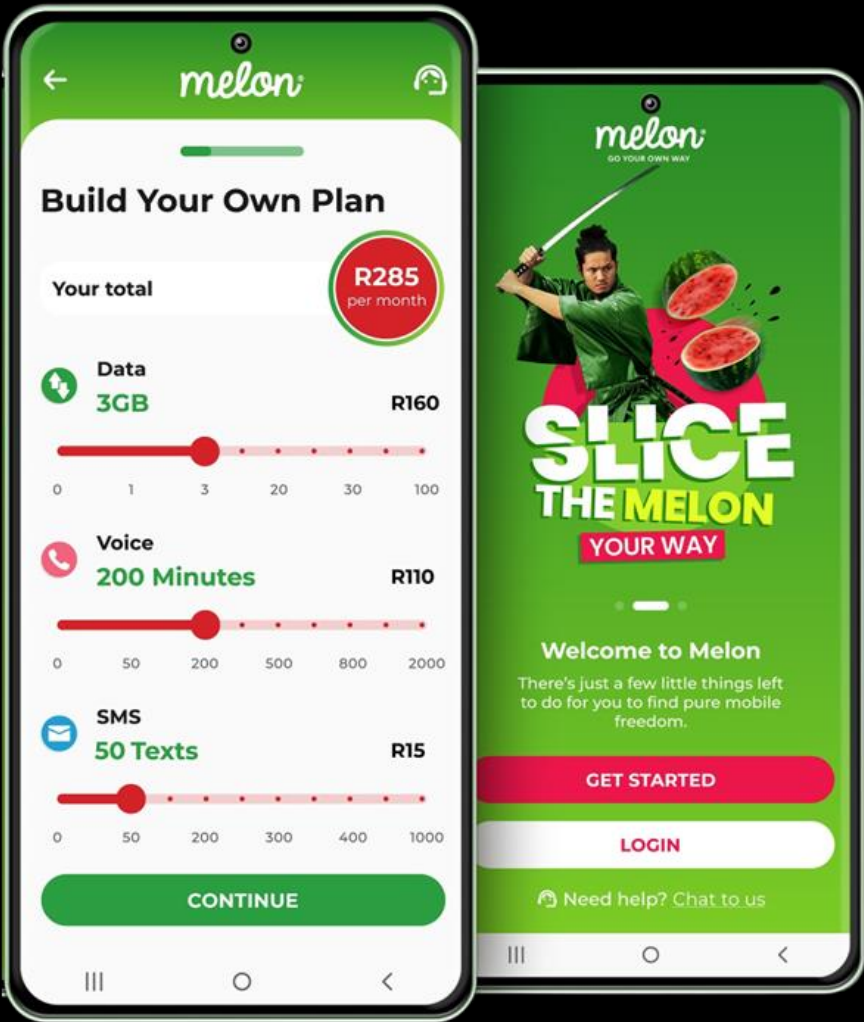 melon
Build Your Own Plan
Your total
R285
per month
Data
3GB
R160
0 1 3 20 30 100
Voice
200 Minutes
R110
0 50 200 500 800 2000
SMS
50 Texts
R15
0 50 200 300 400 1000
CONTINUE
melon
GO YOUR OWN WAY
SLICE
THE MELON
YOUR WAY
Welcome to Melon
There's just a few little things left
to do for you to find pure mobile
freedom.
GET STARTED
LOGIN
Need help? Chat to us